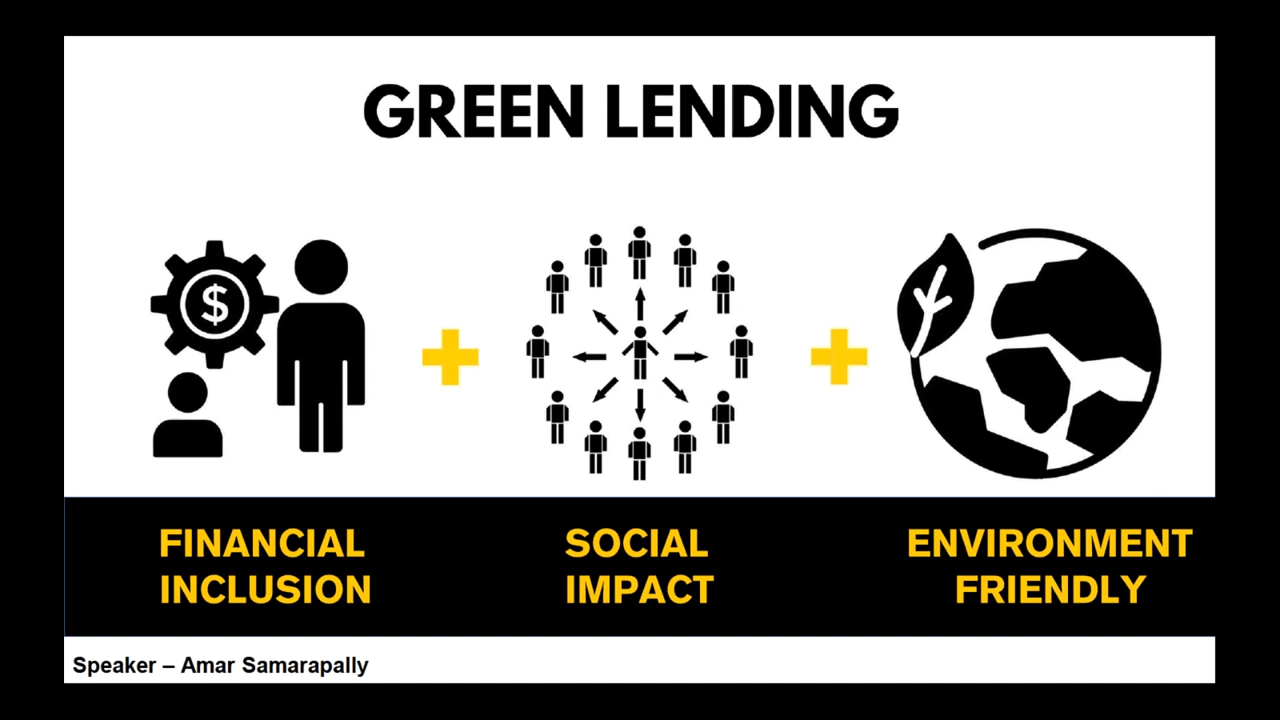 GREEN LENDING
$
FINANCIAL
INCLUSION
SOCIAL
IMPACT
ENVIRONMENT
FRIENDLY
Speaker – Amar Samarapally